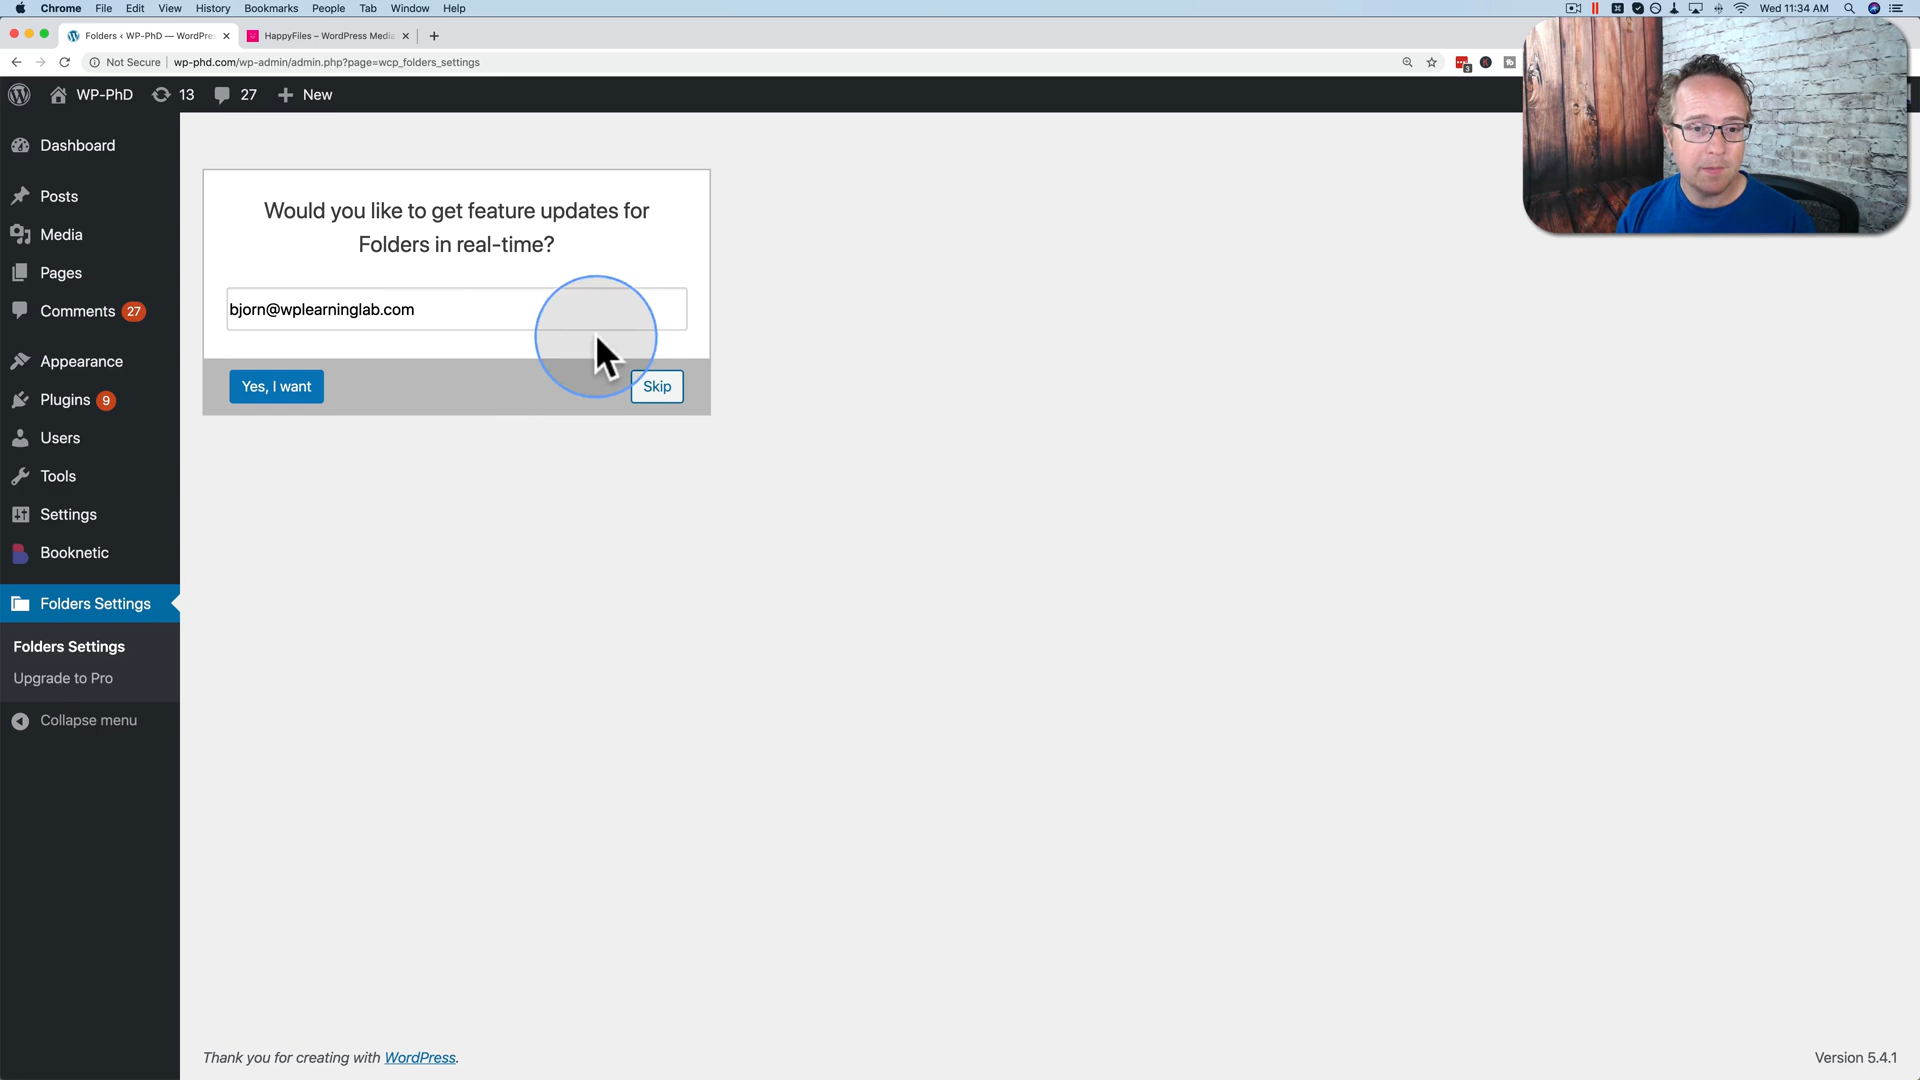 Chrome File Edit View History Bookmarks People Tab Window Help
Wed 11:34 AM
Folders ‹ WP-PhD — WordPres
HappyFiles – WordPress Media
Not Secure
wp-phd.com/wp-admin/admin.php?page=wcp_folders_settings
3
WP-PhD 13 27 New
Dashboard
Posts
Media
Pages
Comments 27
Appearance
Plugins 9
Users
Tools
Settings
Booknetic
Folders Settings
Folders Settings
Upgrade to Pro
Collapse menu
Would you like to get feature updates for
Folders in real-time?
bjorn@wplearninglab.com
Yes, I want
Skip
Thank you for creating with WordPress.
Version 5.4.1